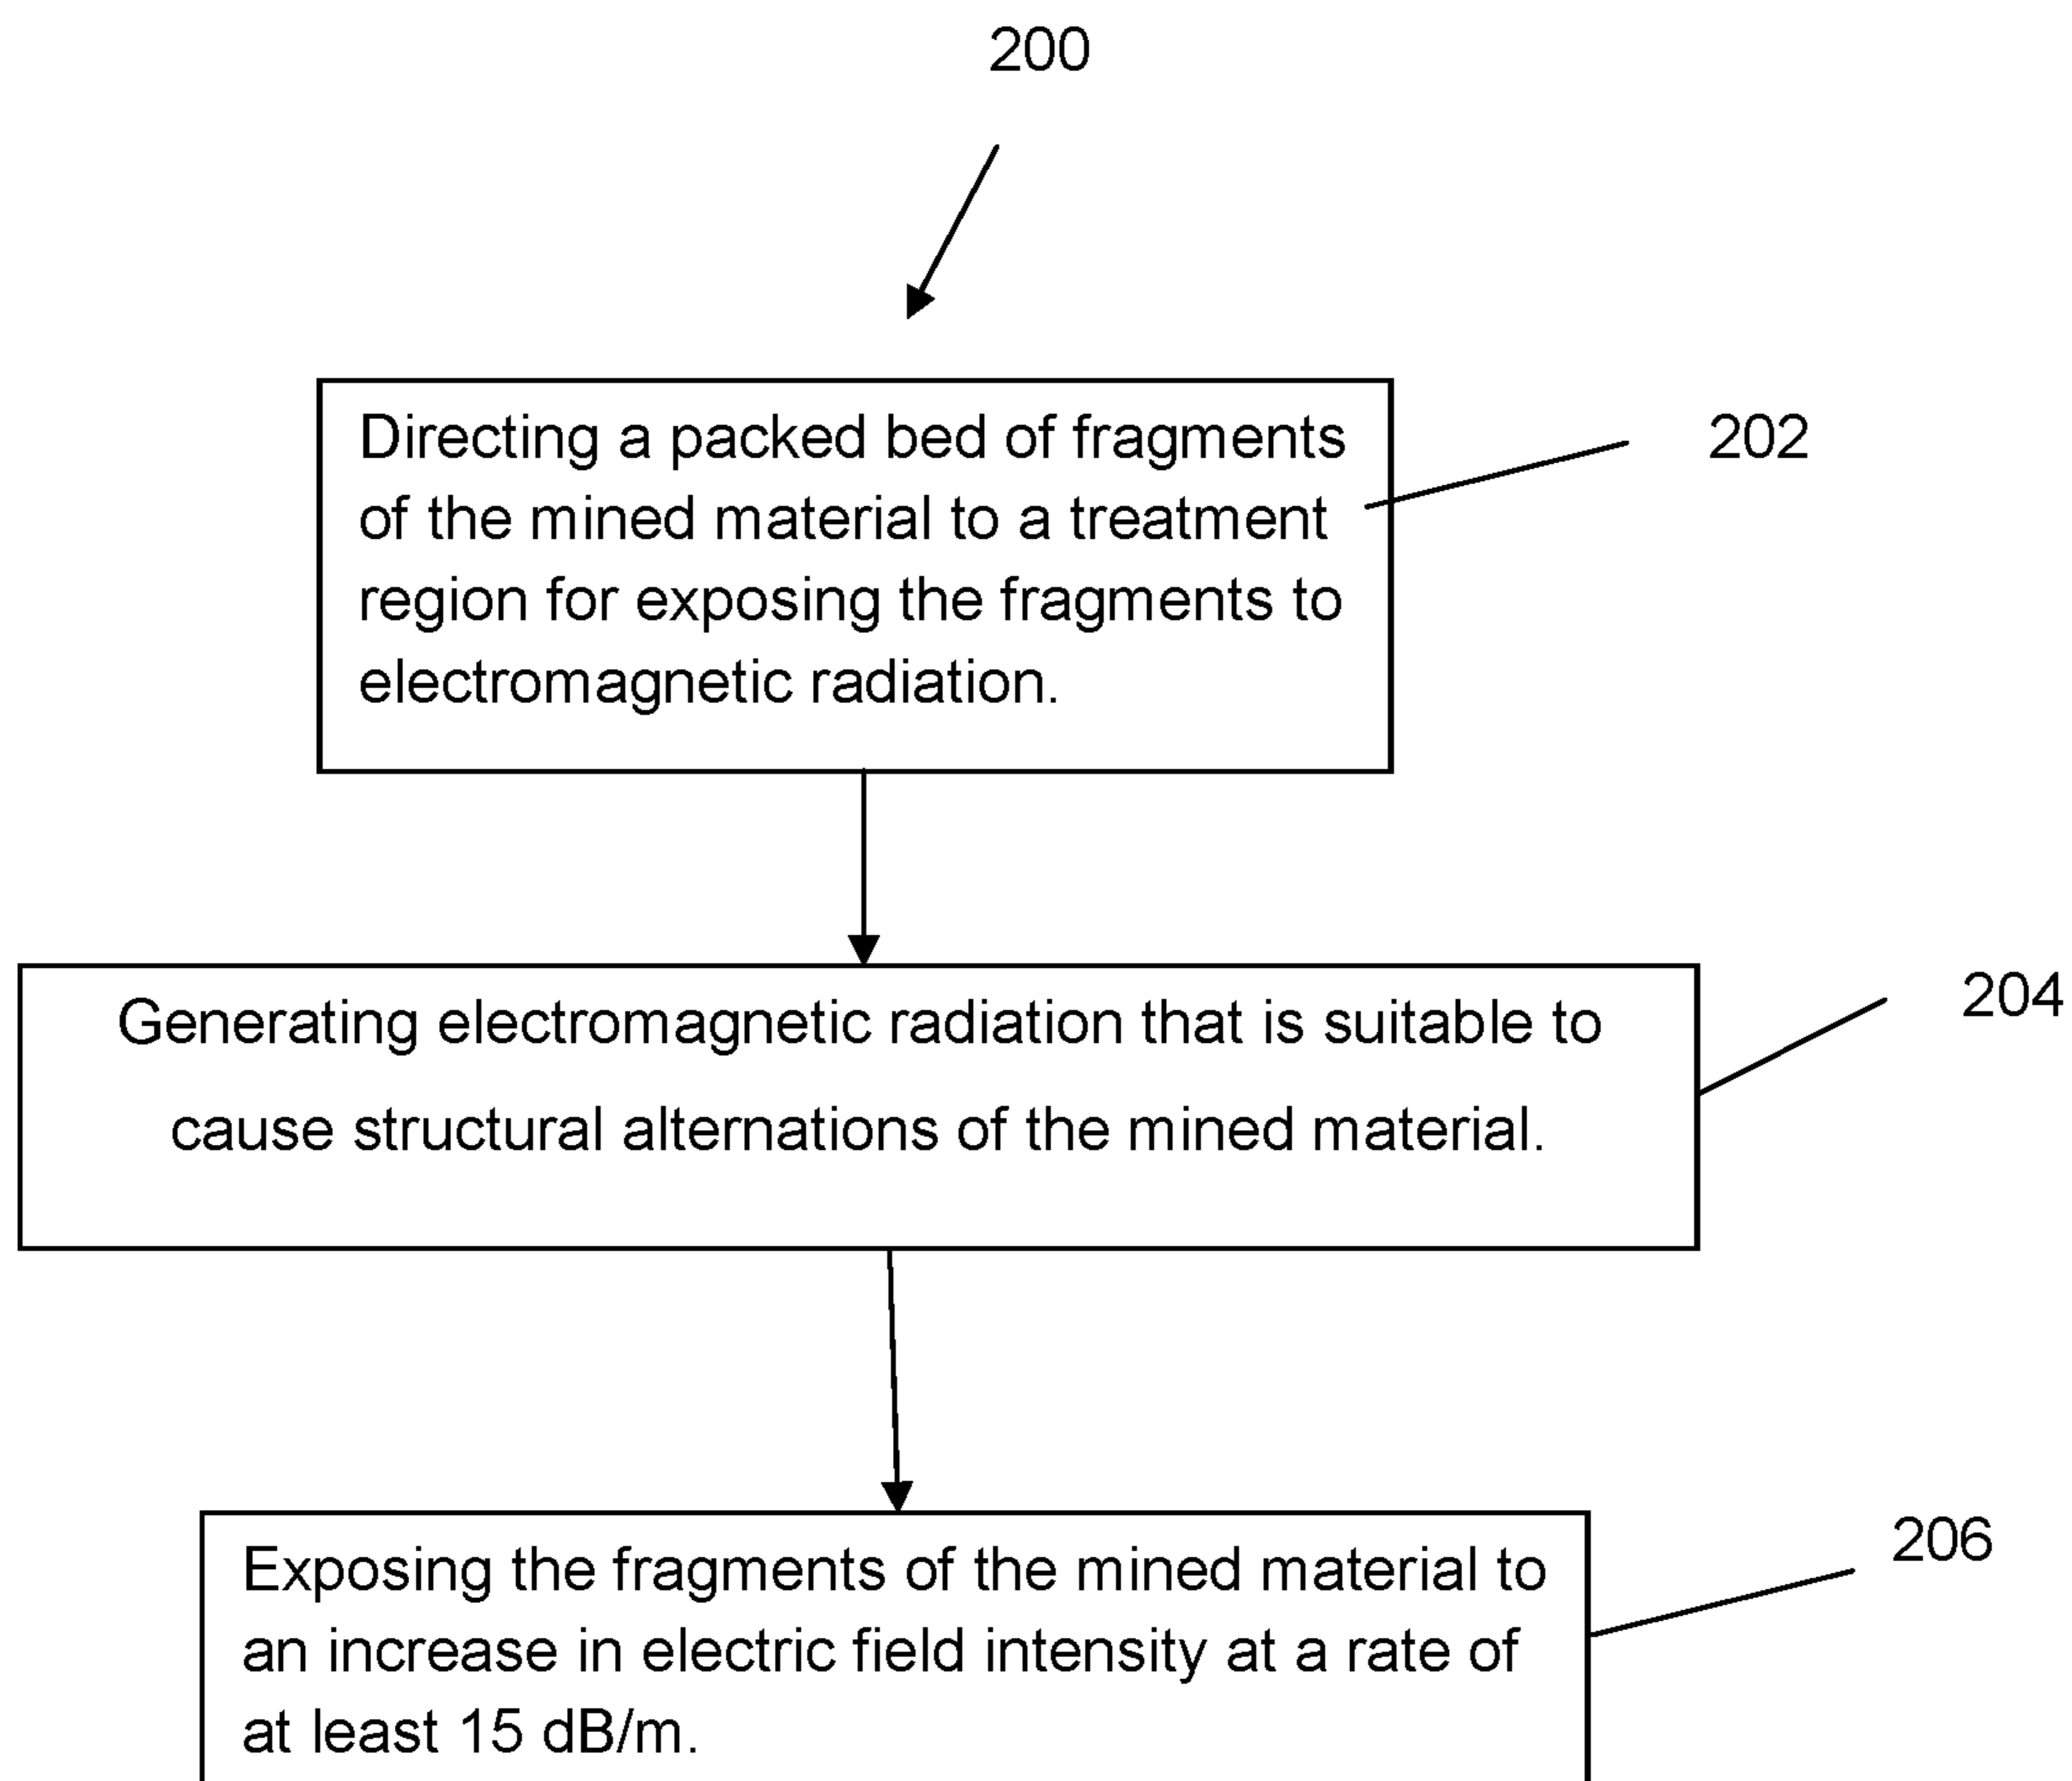 200
Directing a packed bed of fragments
of the mined material to a treatment
region for exposing the fragments to
electromagnetic radiation.
202
Generating electromagnetic radiation that is suitable to
cause structural alternations of the mined material.
204
Exposing the fragments of the mined material to
an increase in electric field intensity at a rate of
at least 15 dB/m.
206